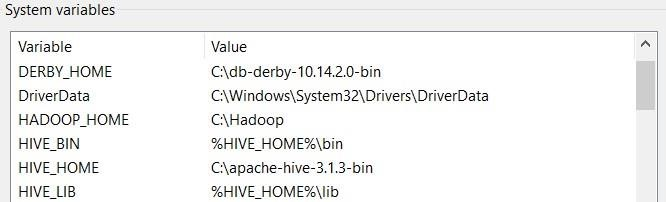 System variables
Variable Value
DERBY_HOME C:\db-derby-10.14.2.0-bin
DriverData C:\Windows\System32\Drivers\DriverData
HADOOP_HOME C:\Hadoop
HIVE_BIN %HIVE_HOME%\bin
HIVE_HOME C:\apache-hive-3.1.3-bin
HIVE_LIB %HIVE_HOME%\lib